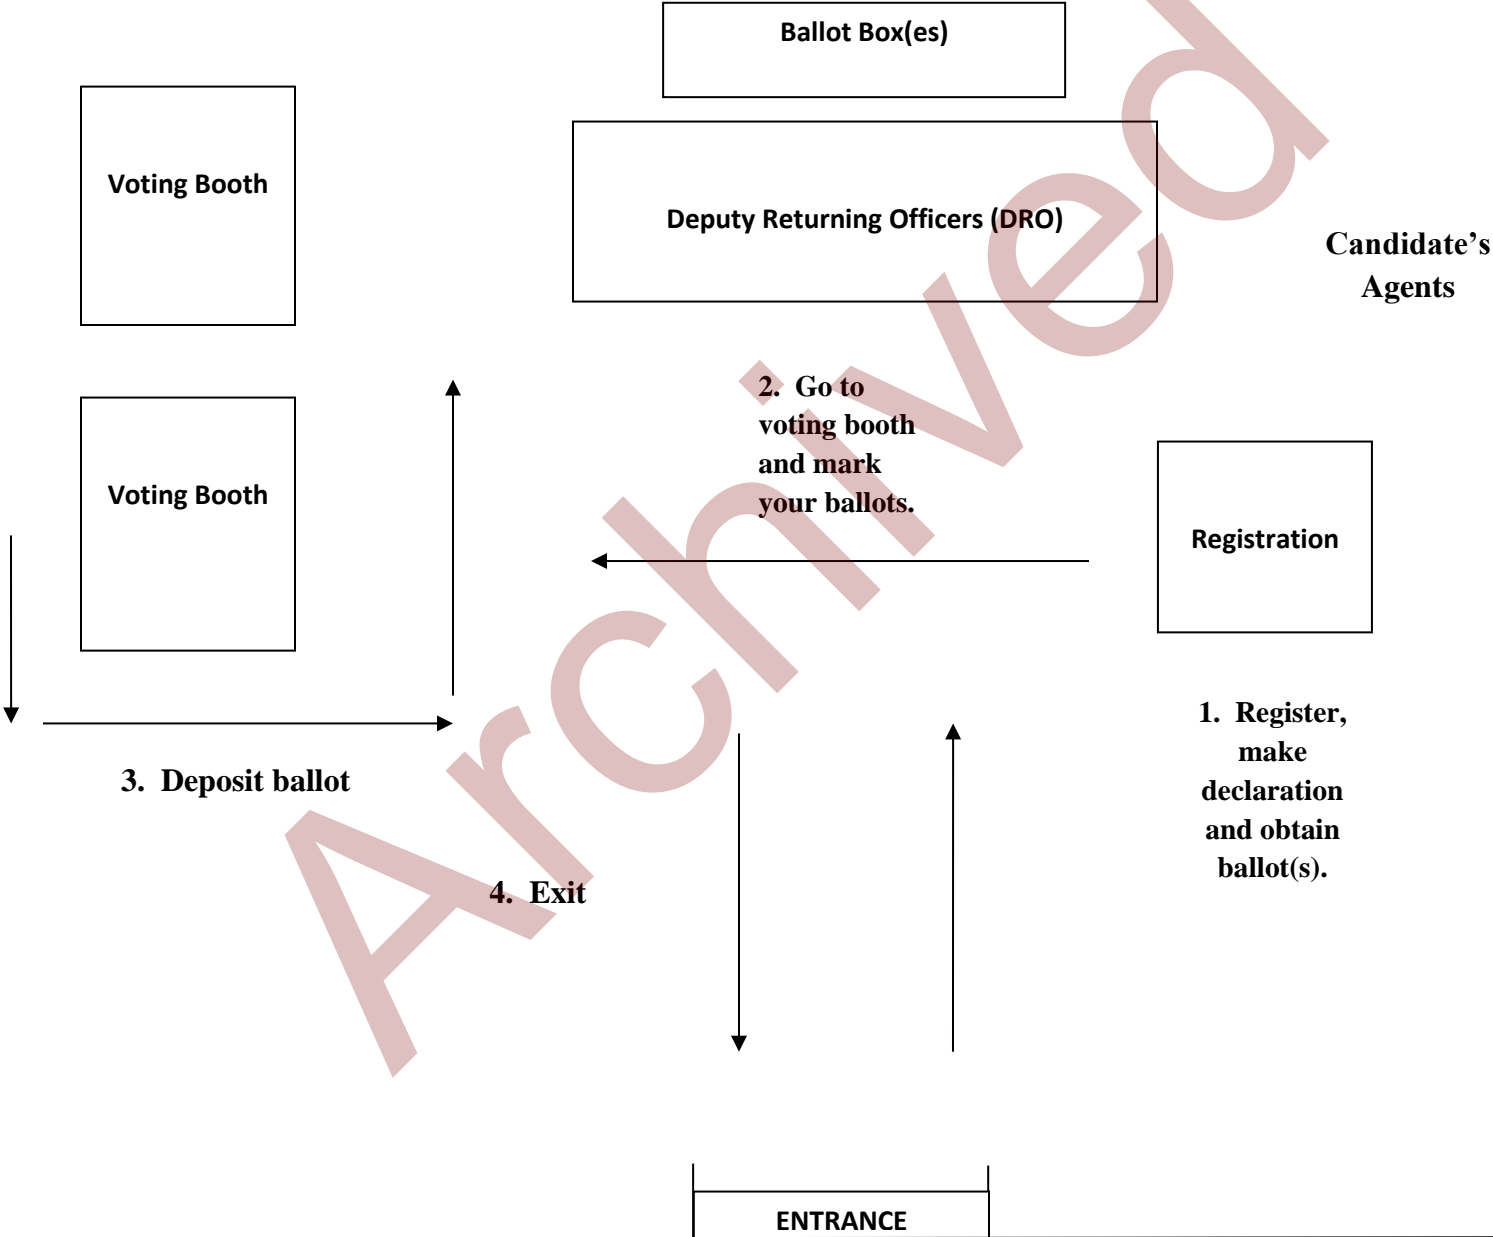 Ballot Box(es)
Voting Booth
Deputy Returning Officers (DRO)
Candidate’s
Agents
2. Go to
voting booth
and mark
your ballots.
Voting Booth
Registration
1. Register,
make
declaration
and obtain
ballot(s).
3. Deposit ballot
4. Exit
ENTRANCE
Archived